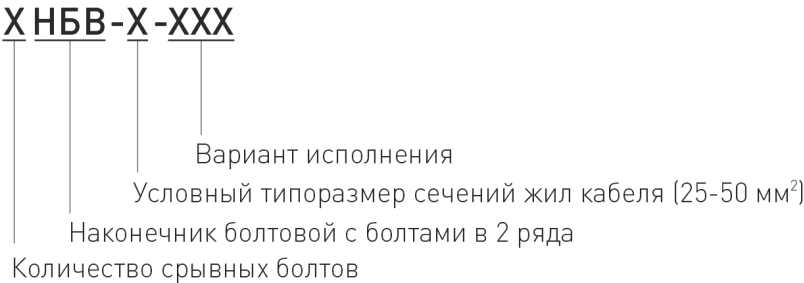 X НБВ-X-XXX
Вариант исполнения
Условный типоразмер сечений жил кабеля (25-50 мм²)
Наконечник болтовой с болтами в 2 ряда
Количество срывных болтов